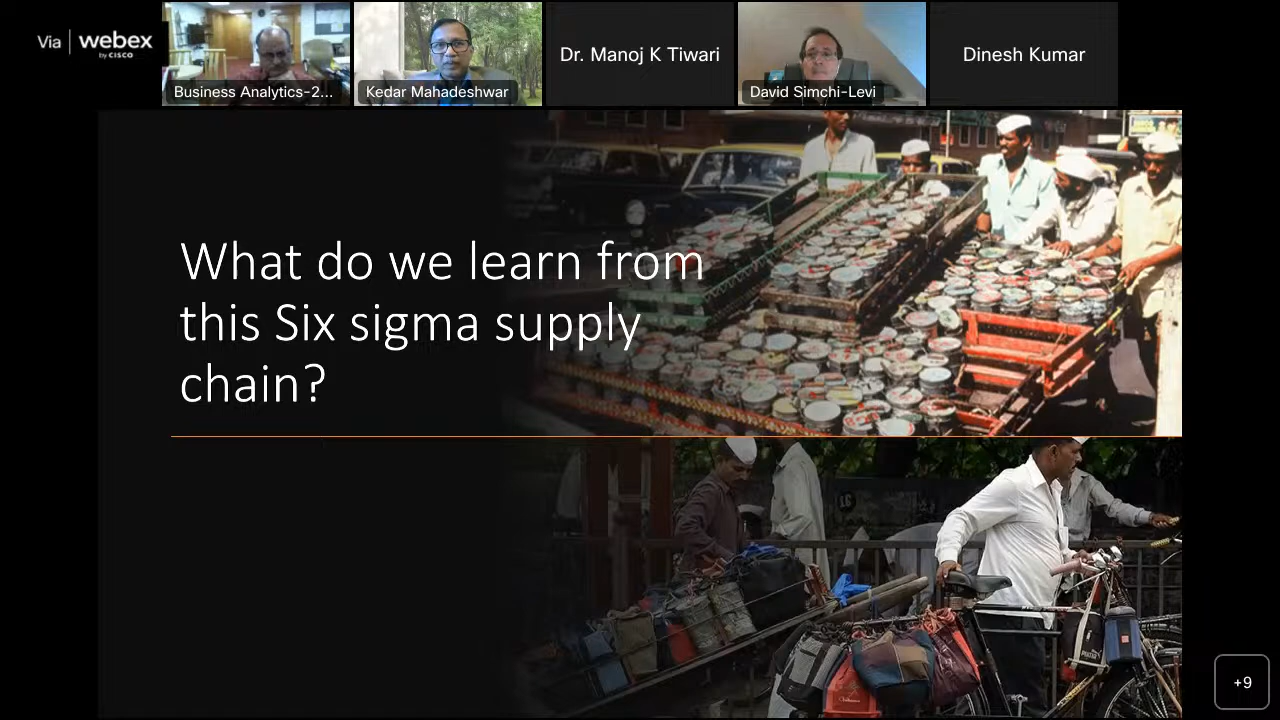 Via webex
by CISCO
Business Analytics-2...
Kedar Mahadeshwar
Dr. Manoj K Tiwari
David Simchi-Levi
Dinesh Kumar
What do we learn from
this Six sigma supply
chain?
+9